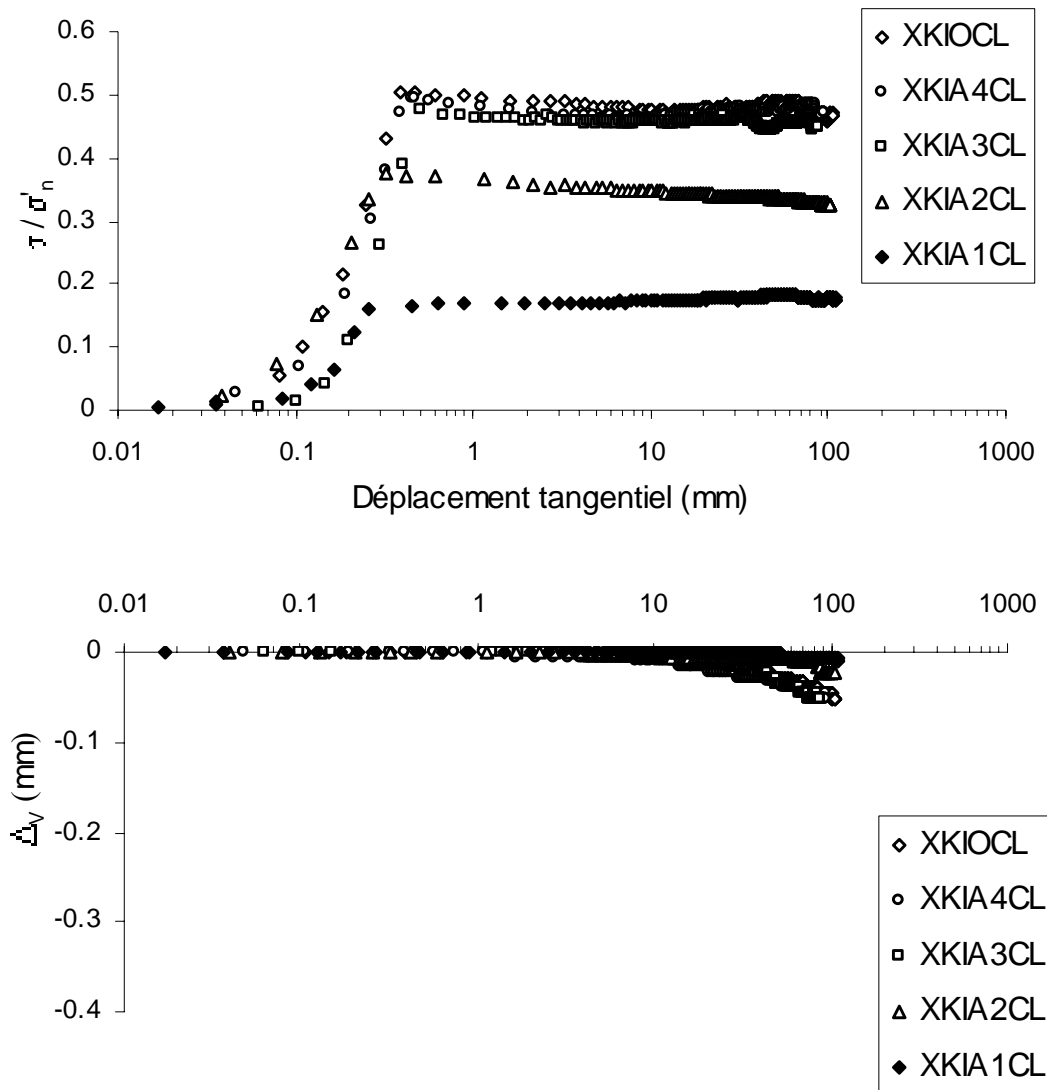 0.6
0.5
0.4
0.3
0.2
0.1
0
τ / σ'n
0.01 0.1 1 10 100 1000
Déplacement tangentiel (mm)
XKIOCL
XKIA4CL
XKIA3CL
XKIA2CL
XKIA1CL
0.01 0.1 1 10 100 1000
0
-0.1
-0.2
-0.3
-0.4
ΔV (mm)
XKIOCL
XKIA4CL
XKIA3CL
XKIA2CL
XKIA1CL